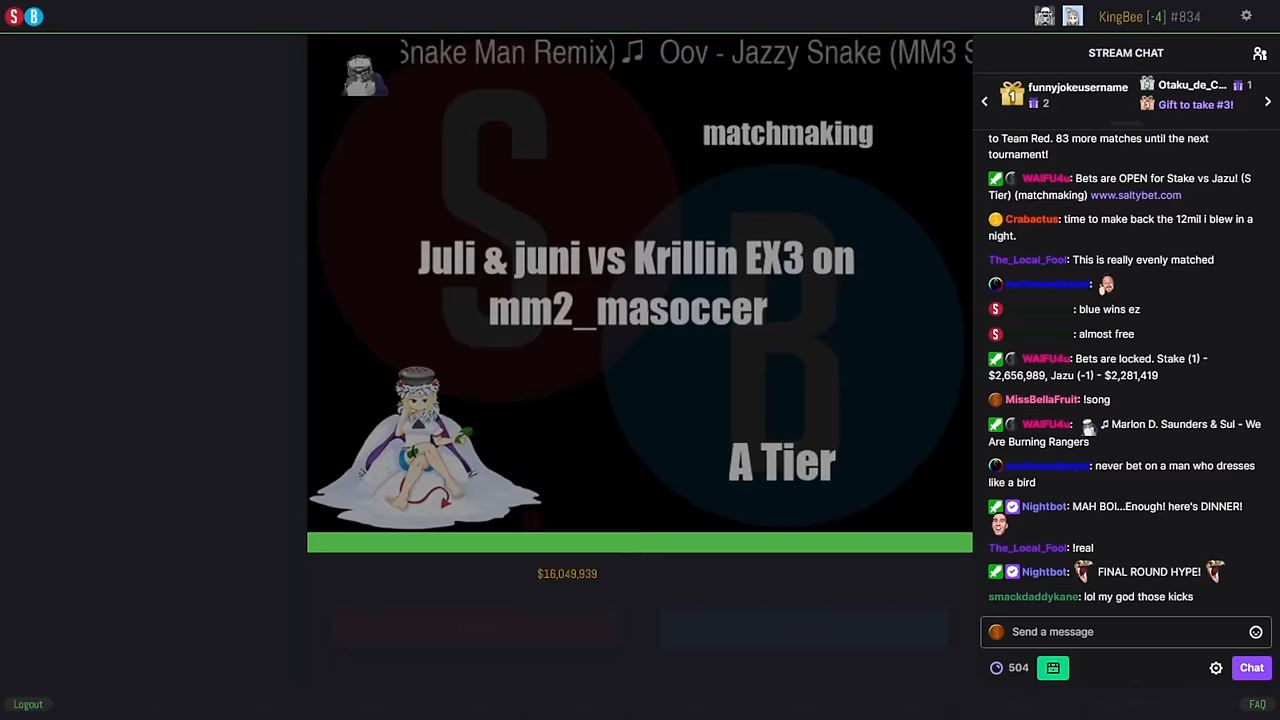 S B
KingBee [-4] #834
Snake Man Remix)♫ Oov - Jazzy Snake (MM3 S
matchmaking
Juli & juni vs Krillin EX3 on
mm2_masoccer
A Tier
S
B
$16,049,939
Logout
FAQ
STREAM CHAT
1 funnyjokeusername
2
2 Otaku_de_C... 1
3 Gift to take #3!
to Team Red. 83 more matches until the next
tournament!
WAIFU4u: Bets are OPEN for Stake vs Jazu! (S
Tier) (matchmaking) www.saltybet.com
Crabactus: time to make back the 12mil i blew in a
night.
The_Local_Fool: This is really evenly matched
S : blue wins ez
S : almost free
WAIFU4u: Bets are locked. Stake (1) -
$2,656,989, Jazu (-1) - $2,281,419
MissBellaFruit: !song
WAIFU4u: ♫ Marlon D. Saunders & Sul - We
Are Burning Rangers
: never bet on a man who dresses
like a bird
Nightbot: MAH BOI...Enough! here's DINNER!
The_Local_Fool: !real
Nightbot: FINAL ROUND HYPE!
smackdaddykane: lol my god those kicks
Send a message
504
Chat